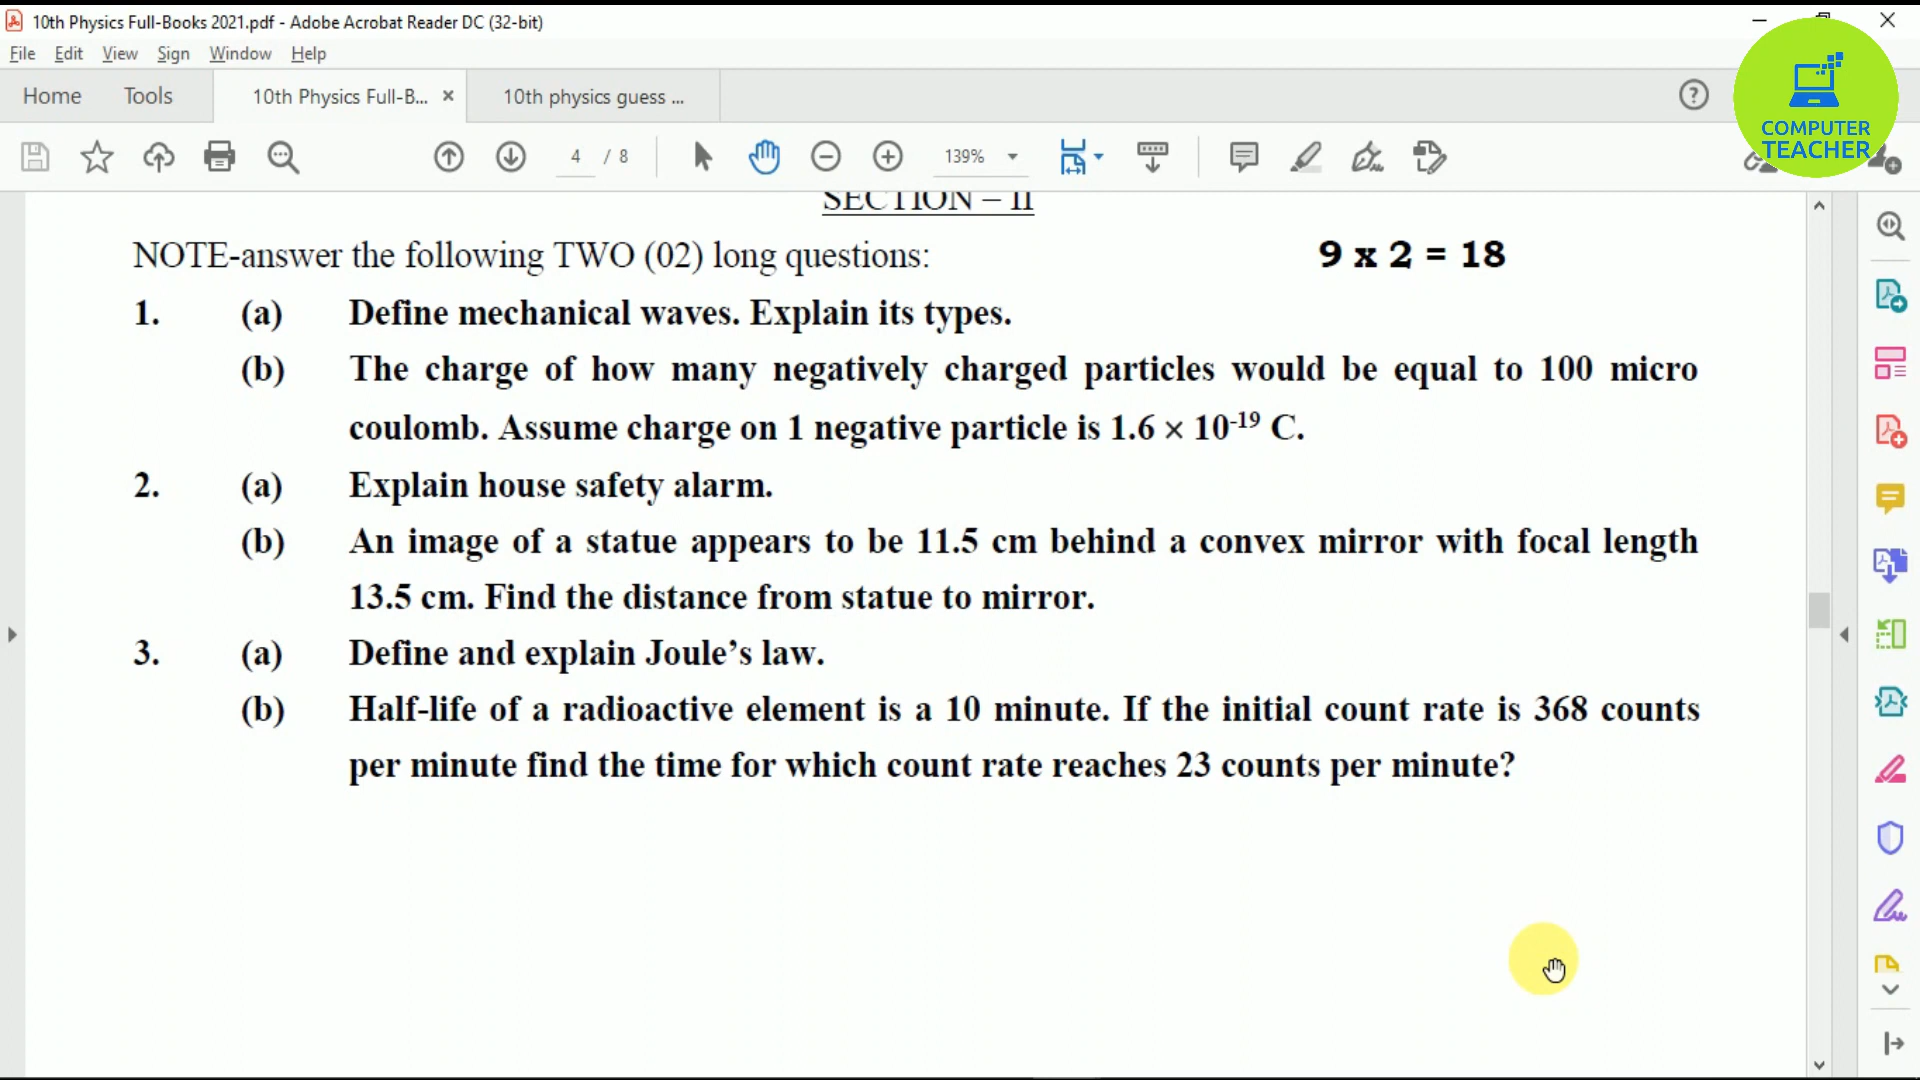 10th Physics Full-Books 2021.pdf - Adobe Acrobat Reader DC (32-bit)
File Edit View Sign Window Help
Home Tools 10th Physics Full-B... × 10th physics guess ...
4 / 8 139%
COMPUTER
TEACHER
SECTION – II
NOTE-answer the following TWO (02) long questions: 9 x 2 = 18
1. (a) Define mechanical waves. Explain its types.
(b) The charge of how many negatively charged particles would be equal to 100 micro
coulomb. Assume charge on 1 negative particle is 1.6 × 10⁻¹⁹ C.
2. (a) Explain house safety alarm.
(b) An image of a statue appears to be 11.5 cm behind a convex mirror with focal length
13.5 cm. Find the distance from statue to mirror.
3. (a) Define and explain Joule’s law.
(b) Half-life of a radioactive element is a 10 minute. If the initial count rate is 368 counts
per minute find the time for which count rate reaches 23 counts per minute?